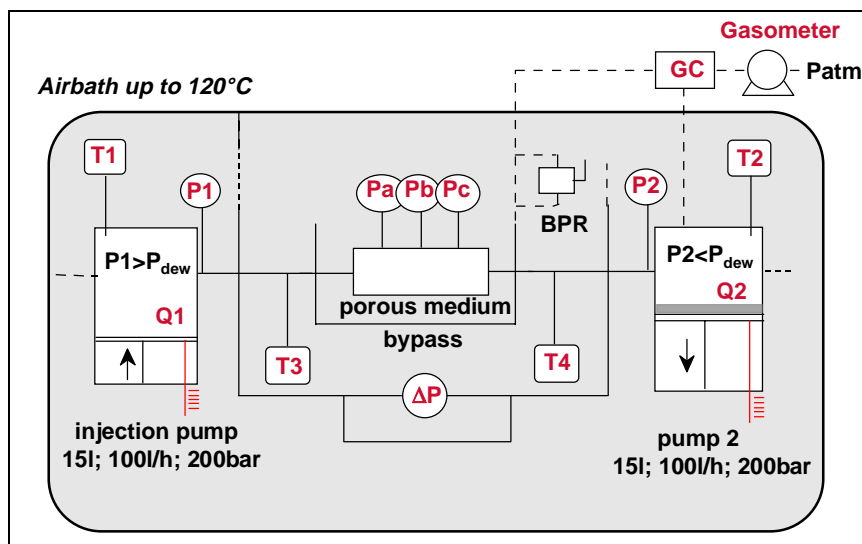 Gasometer
GC
Patm
Airbath up to 120°C
T1
T2
P1
Pa
Pb
Pc
P2
BPR
P1>Pdew
P2<Pdew
Q1
Q2
porous medium
bypass
T3
T4
ΔP
injection pump
15l; 100l/h; 200bar
pump 2
15l; 100l/h; 200bar